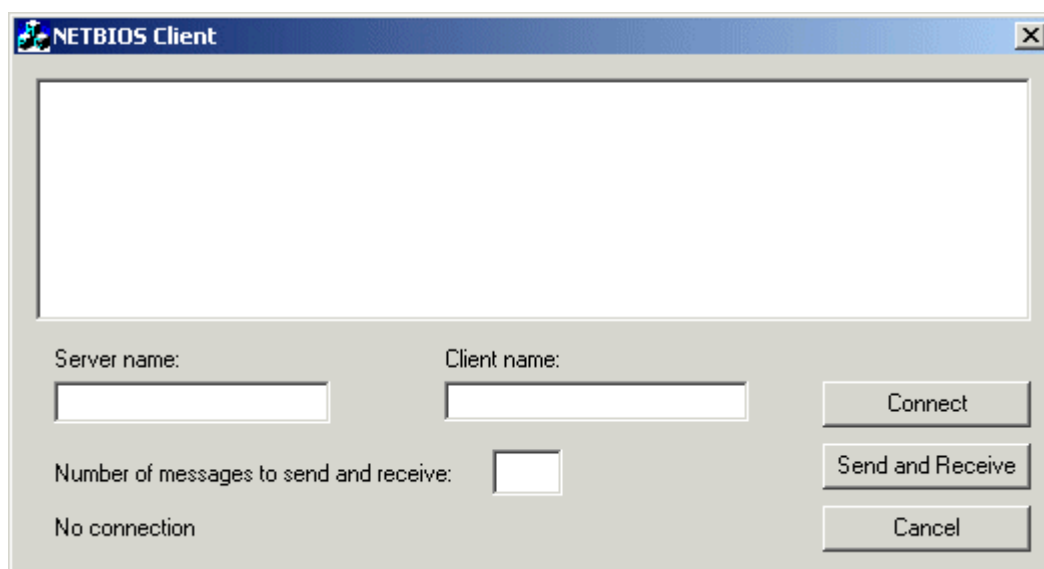 NETBIOS Client
Server name:
Client name:
Connect
Number of messages to send and receive:
Send and Receive
No connection
Cancel